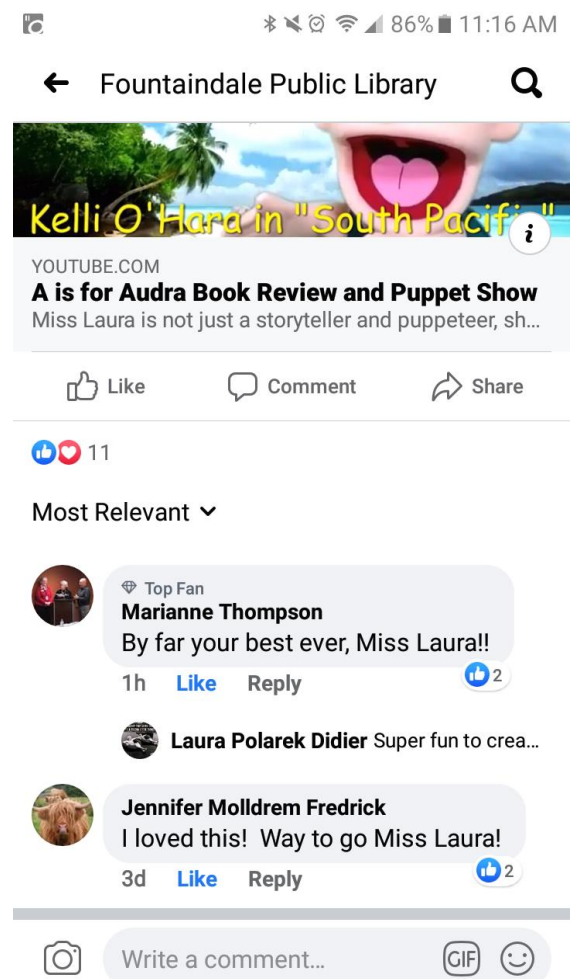 86% 11:16 AM
Fountaindale Public Library
Kelli O'Hara in "South Pacific"
i
YOUTUBE.COM
A is for Audra Book Review and Puppet Show
Miss Laura is not just a storyteller and puppeteer, sh...
Like Comment Share
11
Most Relevant
Top Fan
Marianne Thompson
By far your best ever, Miss Laura!!
1h Like Reply 2
Laura Polarek Didier Super fun to crea...
Jennifer Molldrem Fredrick
I loved this! Way to go Miss Laura!
3d Like Reply 2
Write a comment... GIF